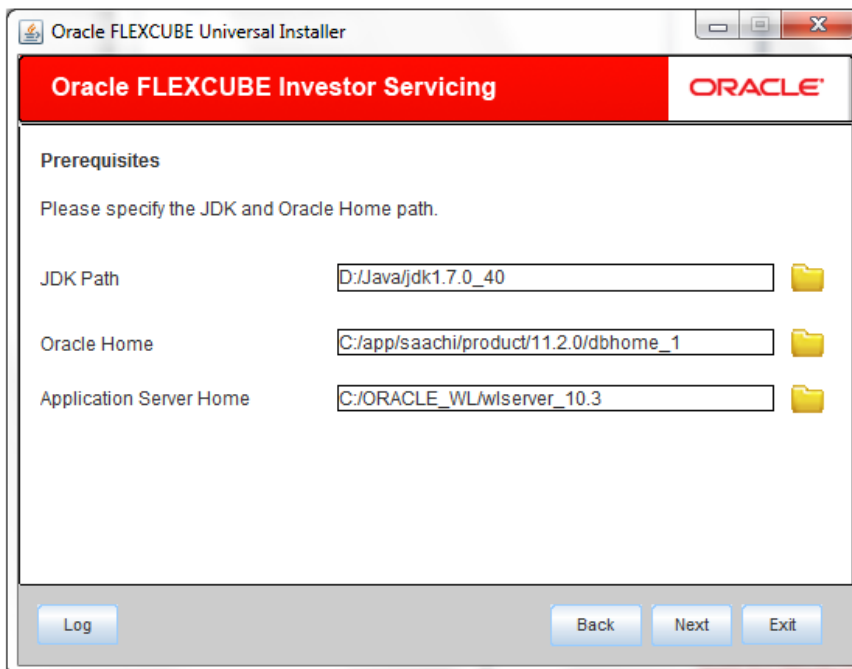 Oracle FLEXCUBE Universal Installer
Oracle FLEXCUBE Investor Servicing
ORACLE
Prerequisites
Please specify the JDK and Oracle Home path.
JDK Path
D:/Java/jdk1.7.0_40
Oracle Home
C:/app/saachi/product/11.2.0/dbhome_1
Application Server Home
C:/ORACLE_WL/wlserver_10.3
Log
Back
Next
Exit